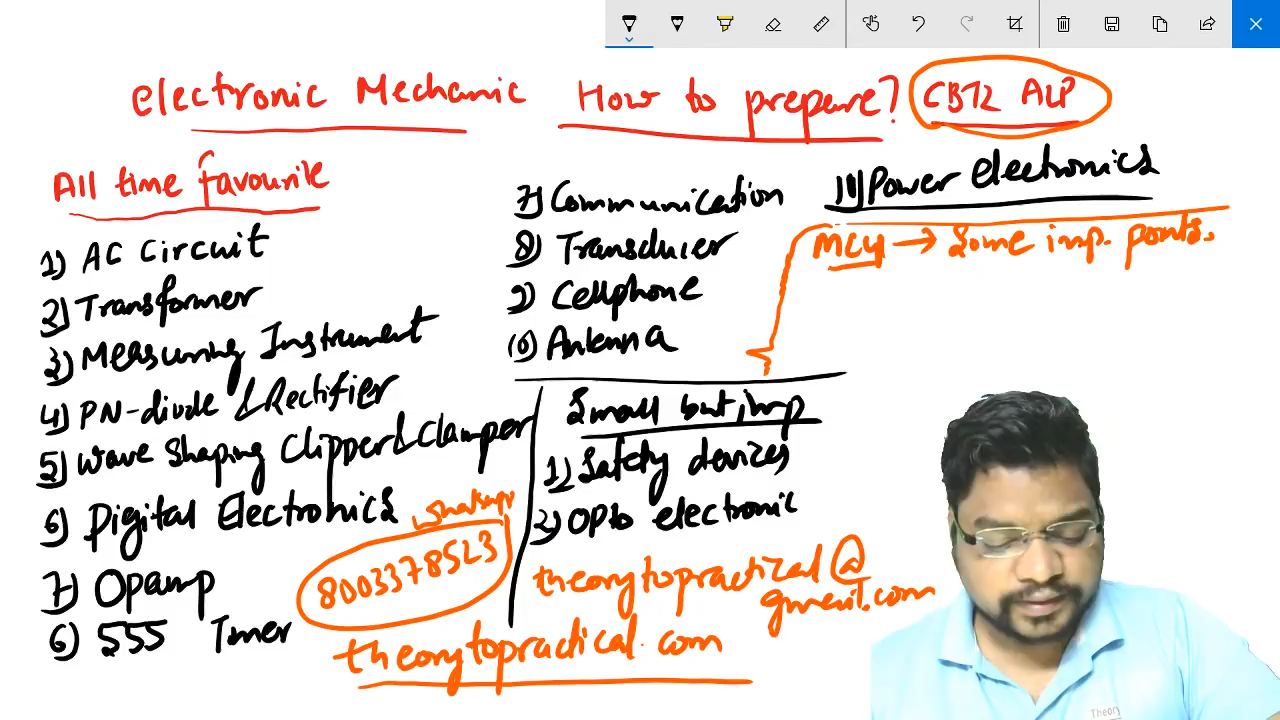 Electronic Mechanic How to prepare? CBT2 ALP
All time favourite
1) AC Circuit
2) Transformer
3) Measuring Instrument
4) PN-diode & Rectifier
5) Wave Shaping Clipper & Clamper
6) Digital Electronics
7) Opamp
6) 555 Timer
7) Communication
8) Transducer
9) Cellphone
10) Antenna
Small but imp
1) Safety devices
2) Opto electronic
11) Power electronics
MCU → Some imp. points.
whatsapp
8003378523
theorytopractical@
gmail.com
theorytopractical.com
Theory